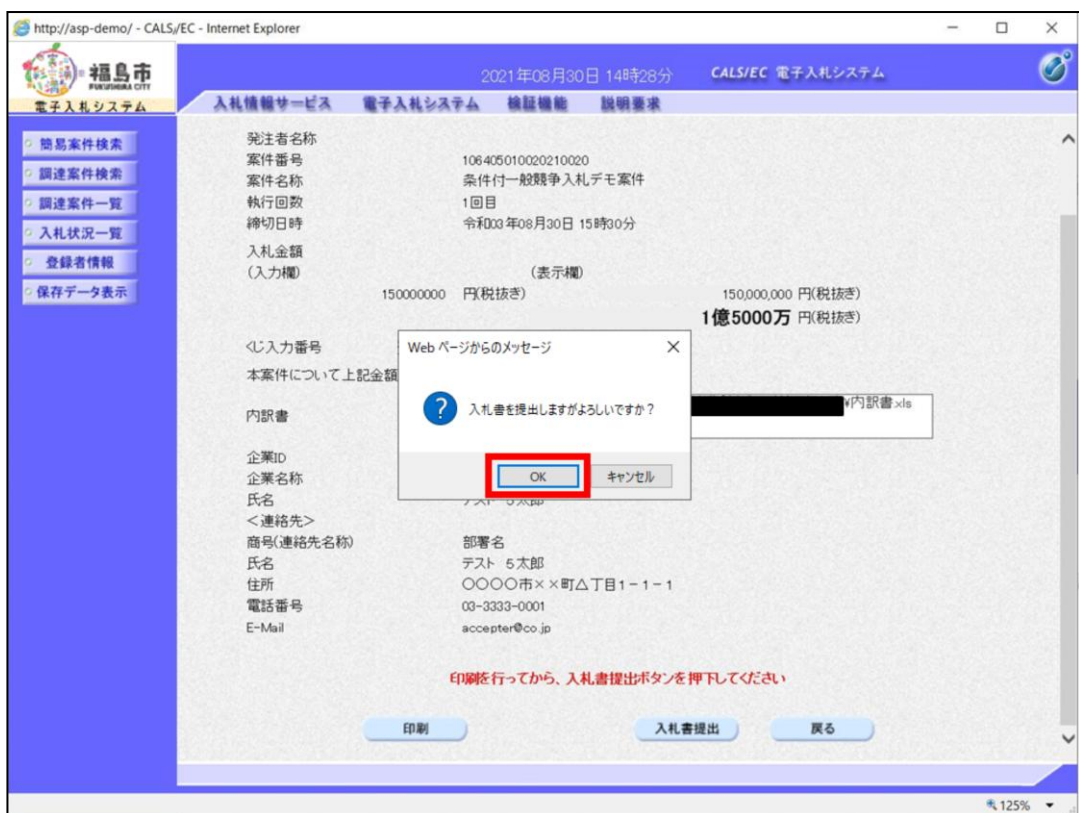 http://asp-demo/ - CALS/EC - Internet Explorer
福島市
FUKUSHIMA CITY
電子入札システム
2021年08月30日 14時28分 CALS/EC 電子入札システム
入札情報サービス 電子入札システム 検証機能 説明要求
簡易案件検索
調達案件検索
調達案件一覧
入札状況一覧
登録者情報
保存データ表示
発注者名称
案件番号 106405010020210020
案件名称 条件付一般競争入札デモ案件
執行回数 1回目
締切日時 令和03年08月30日 15時30分
入札金額
(入力欄) (表示欄)
150000000 円(税抜き) 150,000,000 円(税抜き)
1億5000万 円(税抜き)
くじ入力番号
本案件について上記金額
内訳書 ¥内訳書.xls
Web ページからのメッセージ
入札書を提出しますがよろしいですか？
OK キャンセル
企業ID
企業名称
氏名 テスト 5太郎
<連絡先>
商号(連絡先名称) 部署名
氏名 テスト 5太郎
住所 〇〇〇〇市××町△丁目1-1-1
電話番号 03-3333-0001
E-Mail accepter@co.jp
印刷を行ってから、入札書提出ボタンを押下してください
印刷 入札書提出 戻る
125%